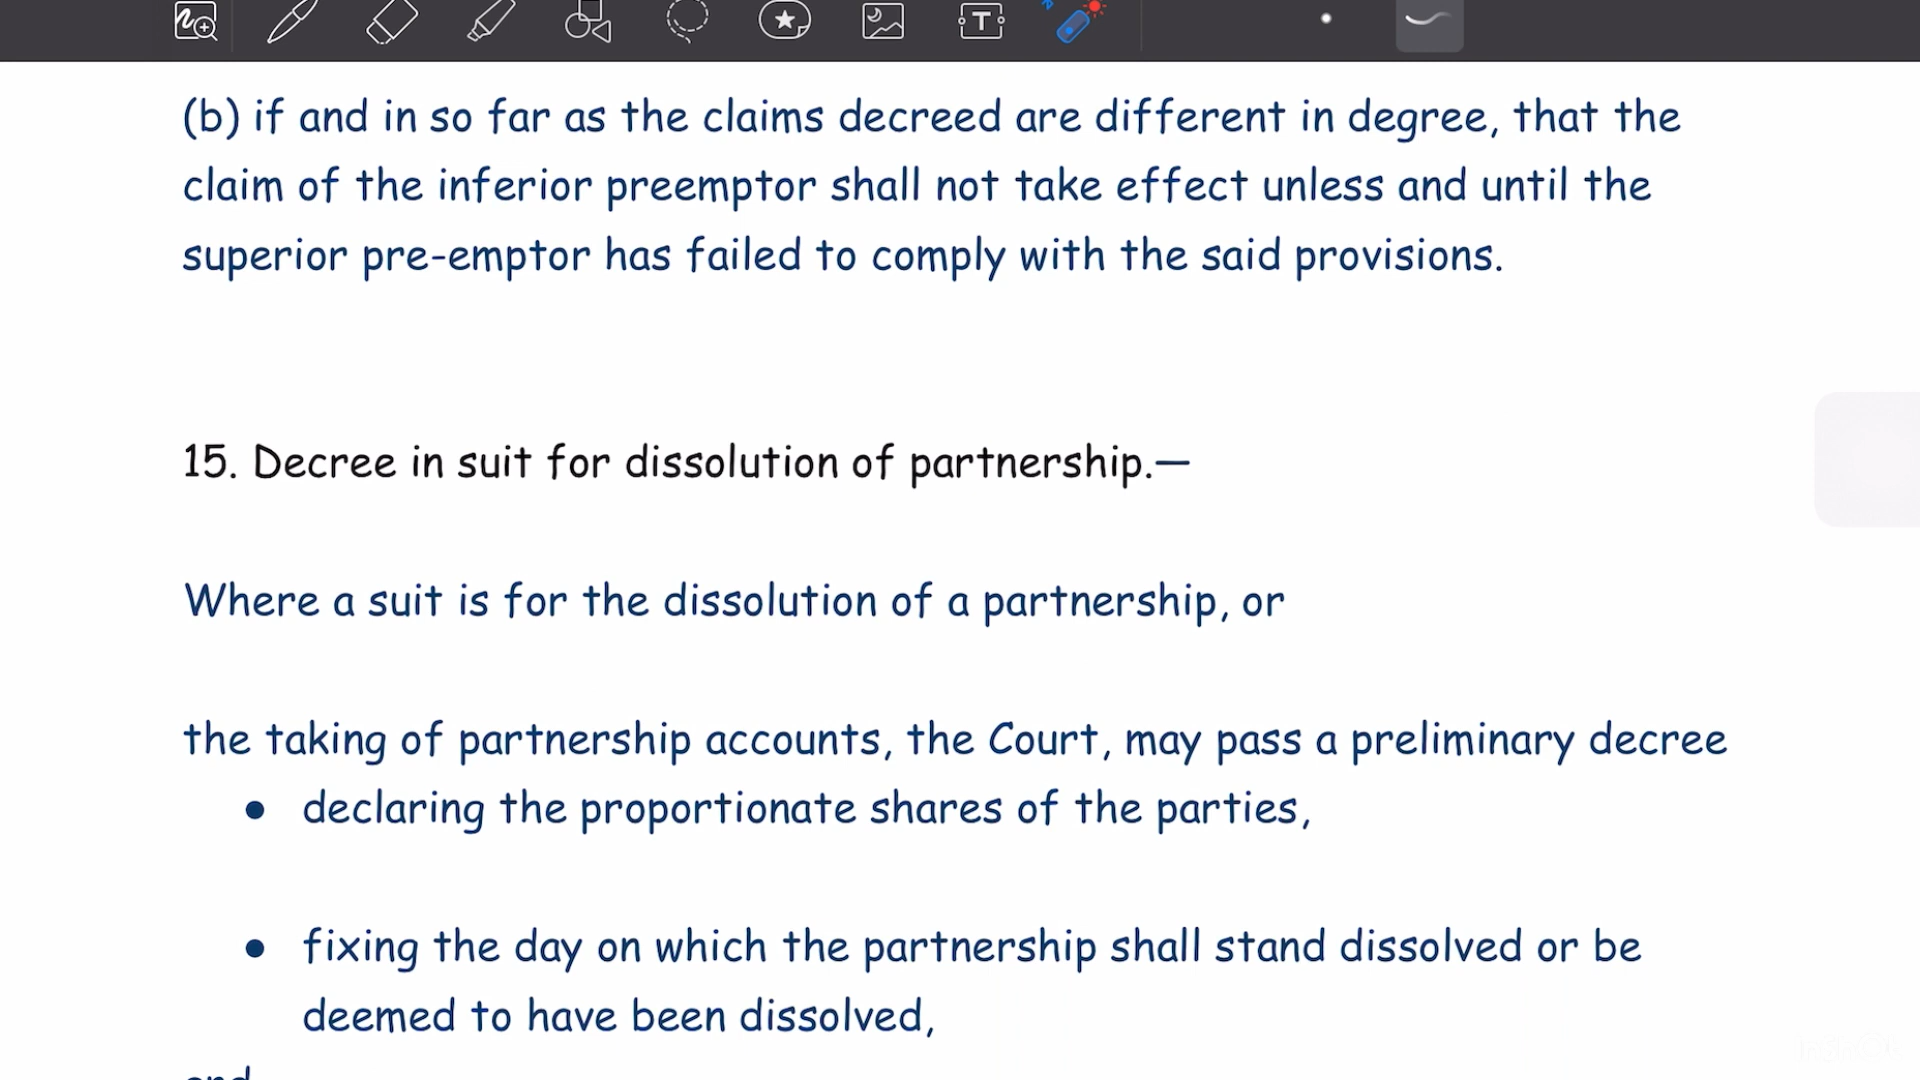 (b) if and in so far as the claims decreed are different in degree, that the
claim of the inferior preemptor shall not take effect unless and until the
superior pre-emptor has failed to comply with the said provisions.
15. Decree in suit for dissolution of partnership.—
Where a suit is for the dissolution of a partnership, or
the taking of partnership accounts, the Court, may pass a preliminary decree
● declaring the proportionate shares of the parties,
● fixing the day on which the partnership shall stand dissolved or be
deemed to have been dissolved,
and